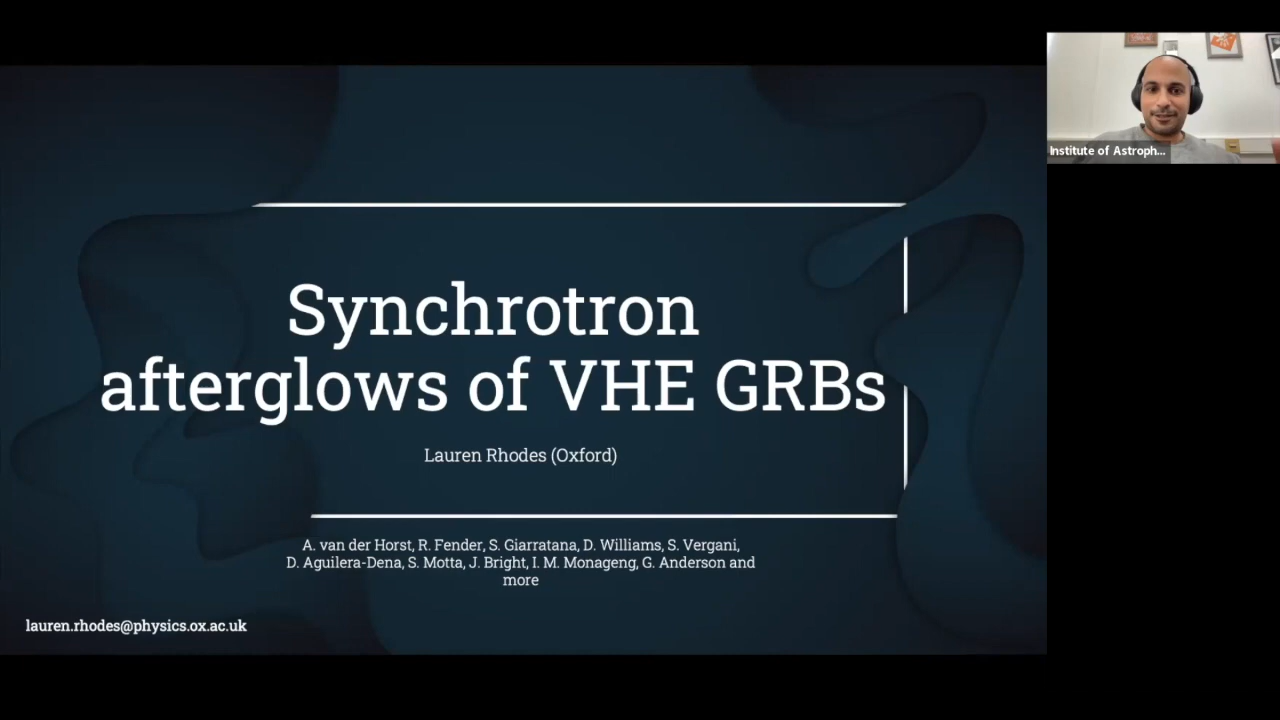 Synchrotron
afterglows of VHE GRBs
Lauren Rhodes (Oxford)
A. van der Horst, R. Fender, S. Giarratana, D. Williams, S. Vergani,
D. Aguilera-Dena, S. Motta, J. Bright, I. M. Monageng, G. Anderson and
more
lauren.rhodes@physics.ox.ac.uk
Institute of Astroph...